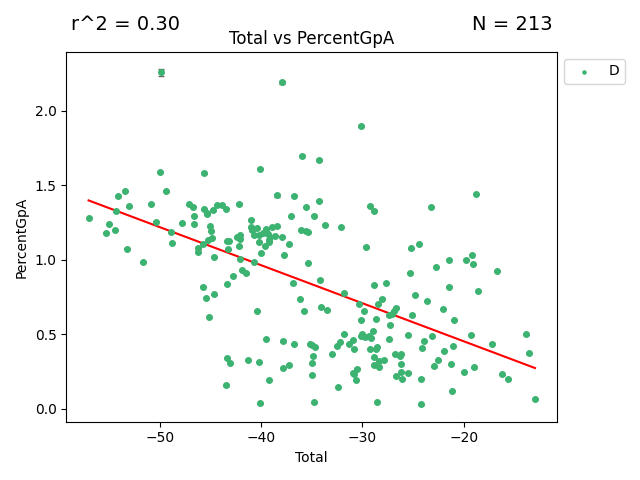 r^2 = 0.30 N = 213
Total vs PercentGpA
D
2.0
1.5
1.0
0.5
0.0
PercentGpA
−50 −40 −30 −20
Total